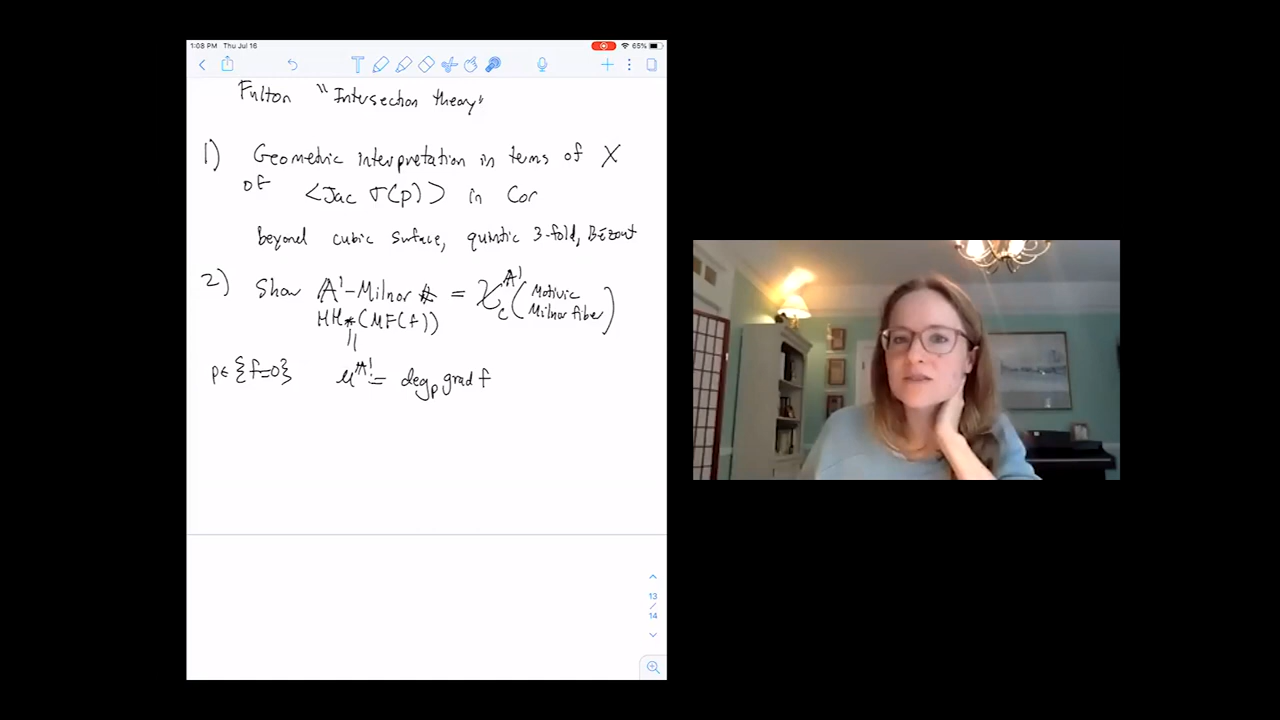 1:08 PM Thu Jul 16
65%
Fulton "Intersection theory"
1) Geometric interpretation in terms of X
of <Jac σ(p)> in Cor
beyond cubic surface, quintic 3-fold, Bézout
2) Show A¹-Milnor # = χ_c^{A¹}(Motivic Milnor fiber)
HH_*(MF(f))
||
p∈{f=0} μ^{A¹} = deg_p grad f
13
/
14